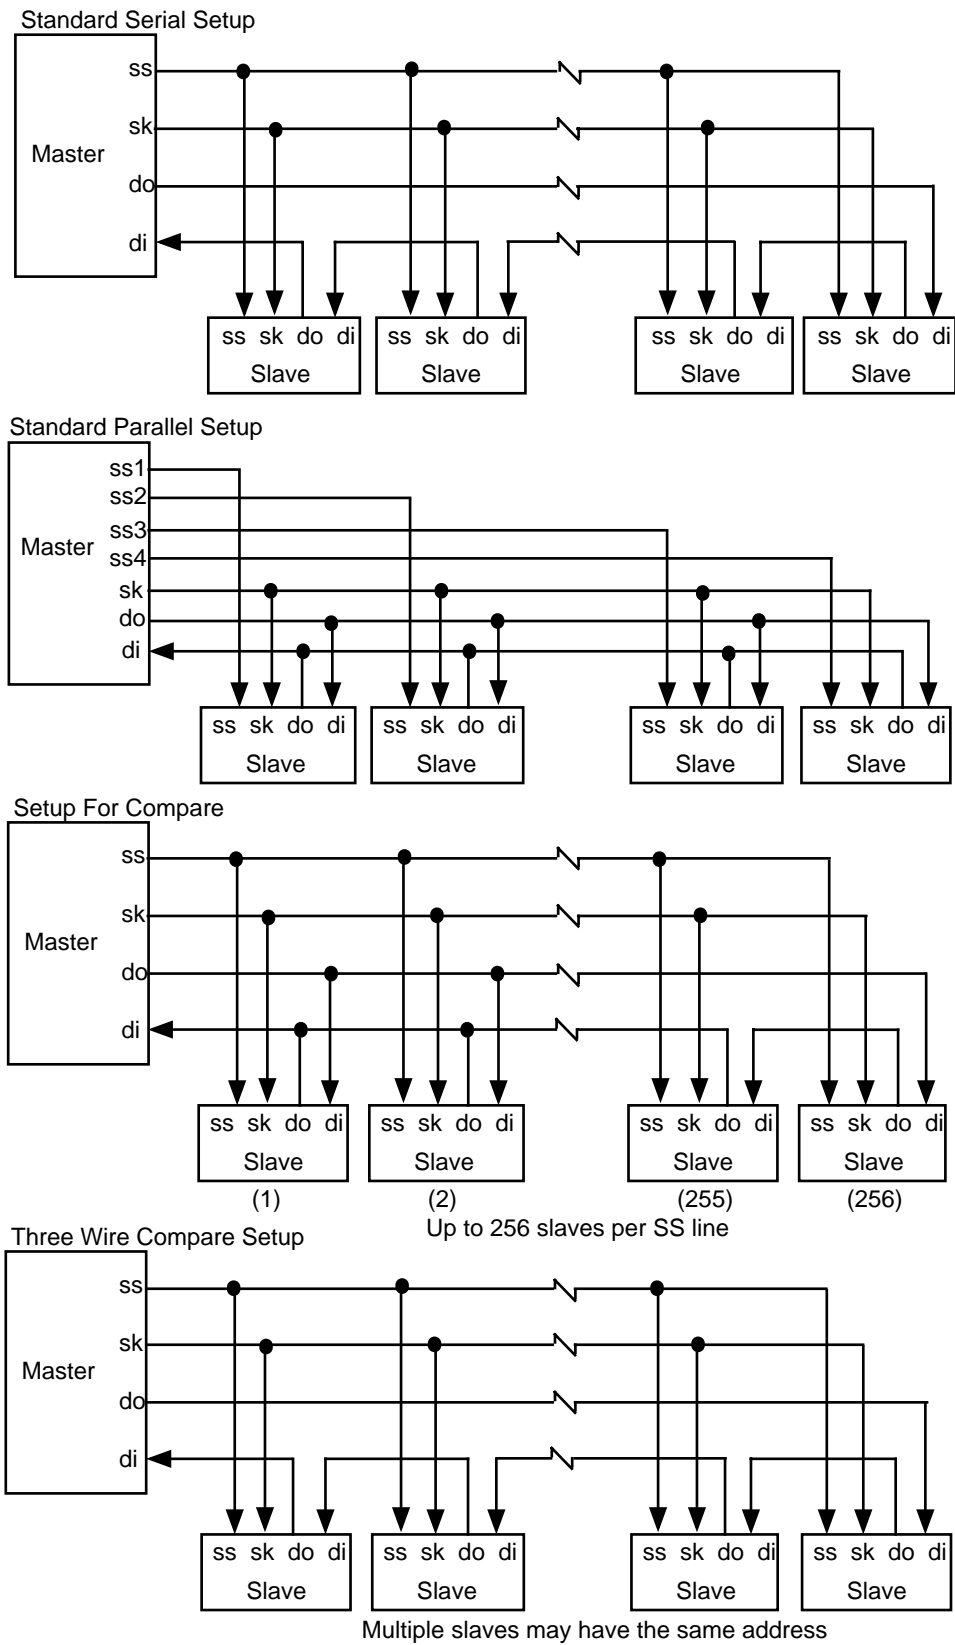 Standard Serial Setup
ss
sk
Master
do
di
ss sk do di
Slave
ss sk do di
Slave
ss sk do di
Slave
ss sk do di
Slave
Standard Parallel Setup
ss1
ss2
ss3
Master
ss4
sk
do
di
ss sk do di
Slave
ss sk do di
Slave
ss sk do di
Slave
ss sk do di
Slave
Setup For Compare
ss
sk
Master
do
di
ss sk do di
Slave
(1)
ss sk do di
Slave
(2)
ss sk do di
Slave
(255)
ss sk do di
Slave
(256)
Up to 256 slaves per SS line
Three Wire Compare Setup
ss
sk
Master
do
di
ss sk do di
Slave
ss sk do di
Slave
ss sk do di
Slave
ss sk do di
Slave
Multiple slaves may have the same address